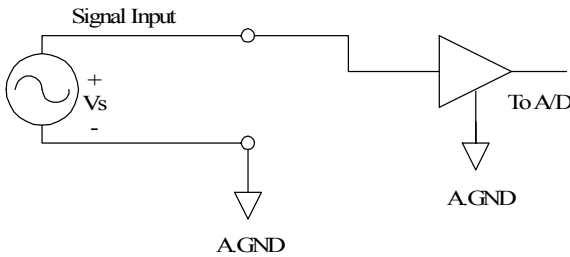 Signal Input
+
Vs
-
To A/D
A.GND
A.GND